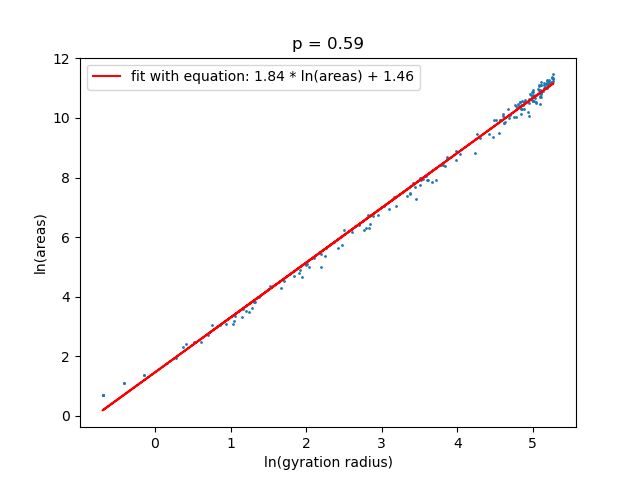 p = 0.59
fit with equation: 1.84 * ln(areas) + 1.46
ln(areas)
12
10
8
6
4
2
0
0 1 2 3 4 5
ln(gyration radius)